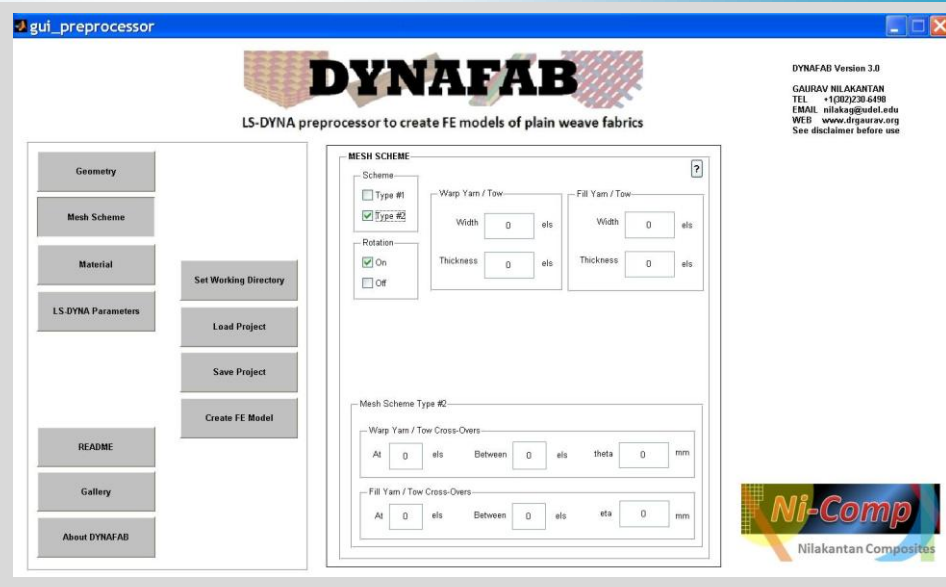 gui_preprocessor
DYNAFAB
LS-DYNA preprocessor to create FE models of plain weave fabrics
DYNAFAB Version 3.0
GAURAV NILAKANTAN
TEL +1(302)230-6498
EMAIL nilakag@udel.edu
WEB www.drgaurav.org
See disclaimer before use
Geometry
Mesh Scheme
Material
LS-DYNA Parameters
README
Gallery
About DYNAFAB
Set Working Directory
Load Project
Save Project
Create FE Model
MESH SCHEME
?
Scheme
Type #1
Type #2
Rotation
On
Off
Warp Yarn / Tow
Width 0 els
Thickness 0 els
Fill Yarn / Tow
Width 0 els
Thickness 0 els
Mesh Scheme Type #2
Warp Yarn / Tow Cross-Overs
At 0 els Between 0 els theta 0 mm
Fill Yarn / Tow Cross-Overs
At 0 els Between 0 els eta 0 mm
Ni-Comp
Nilakantan Composites